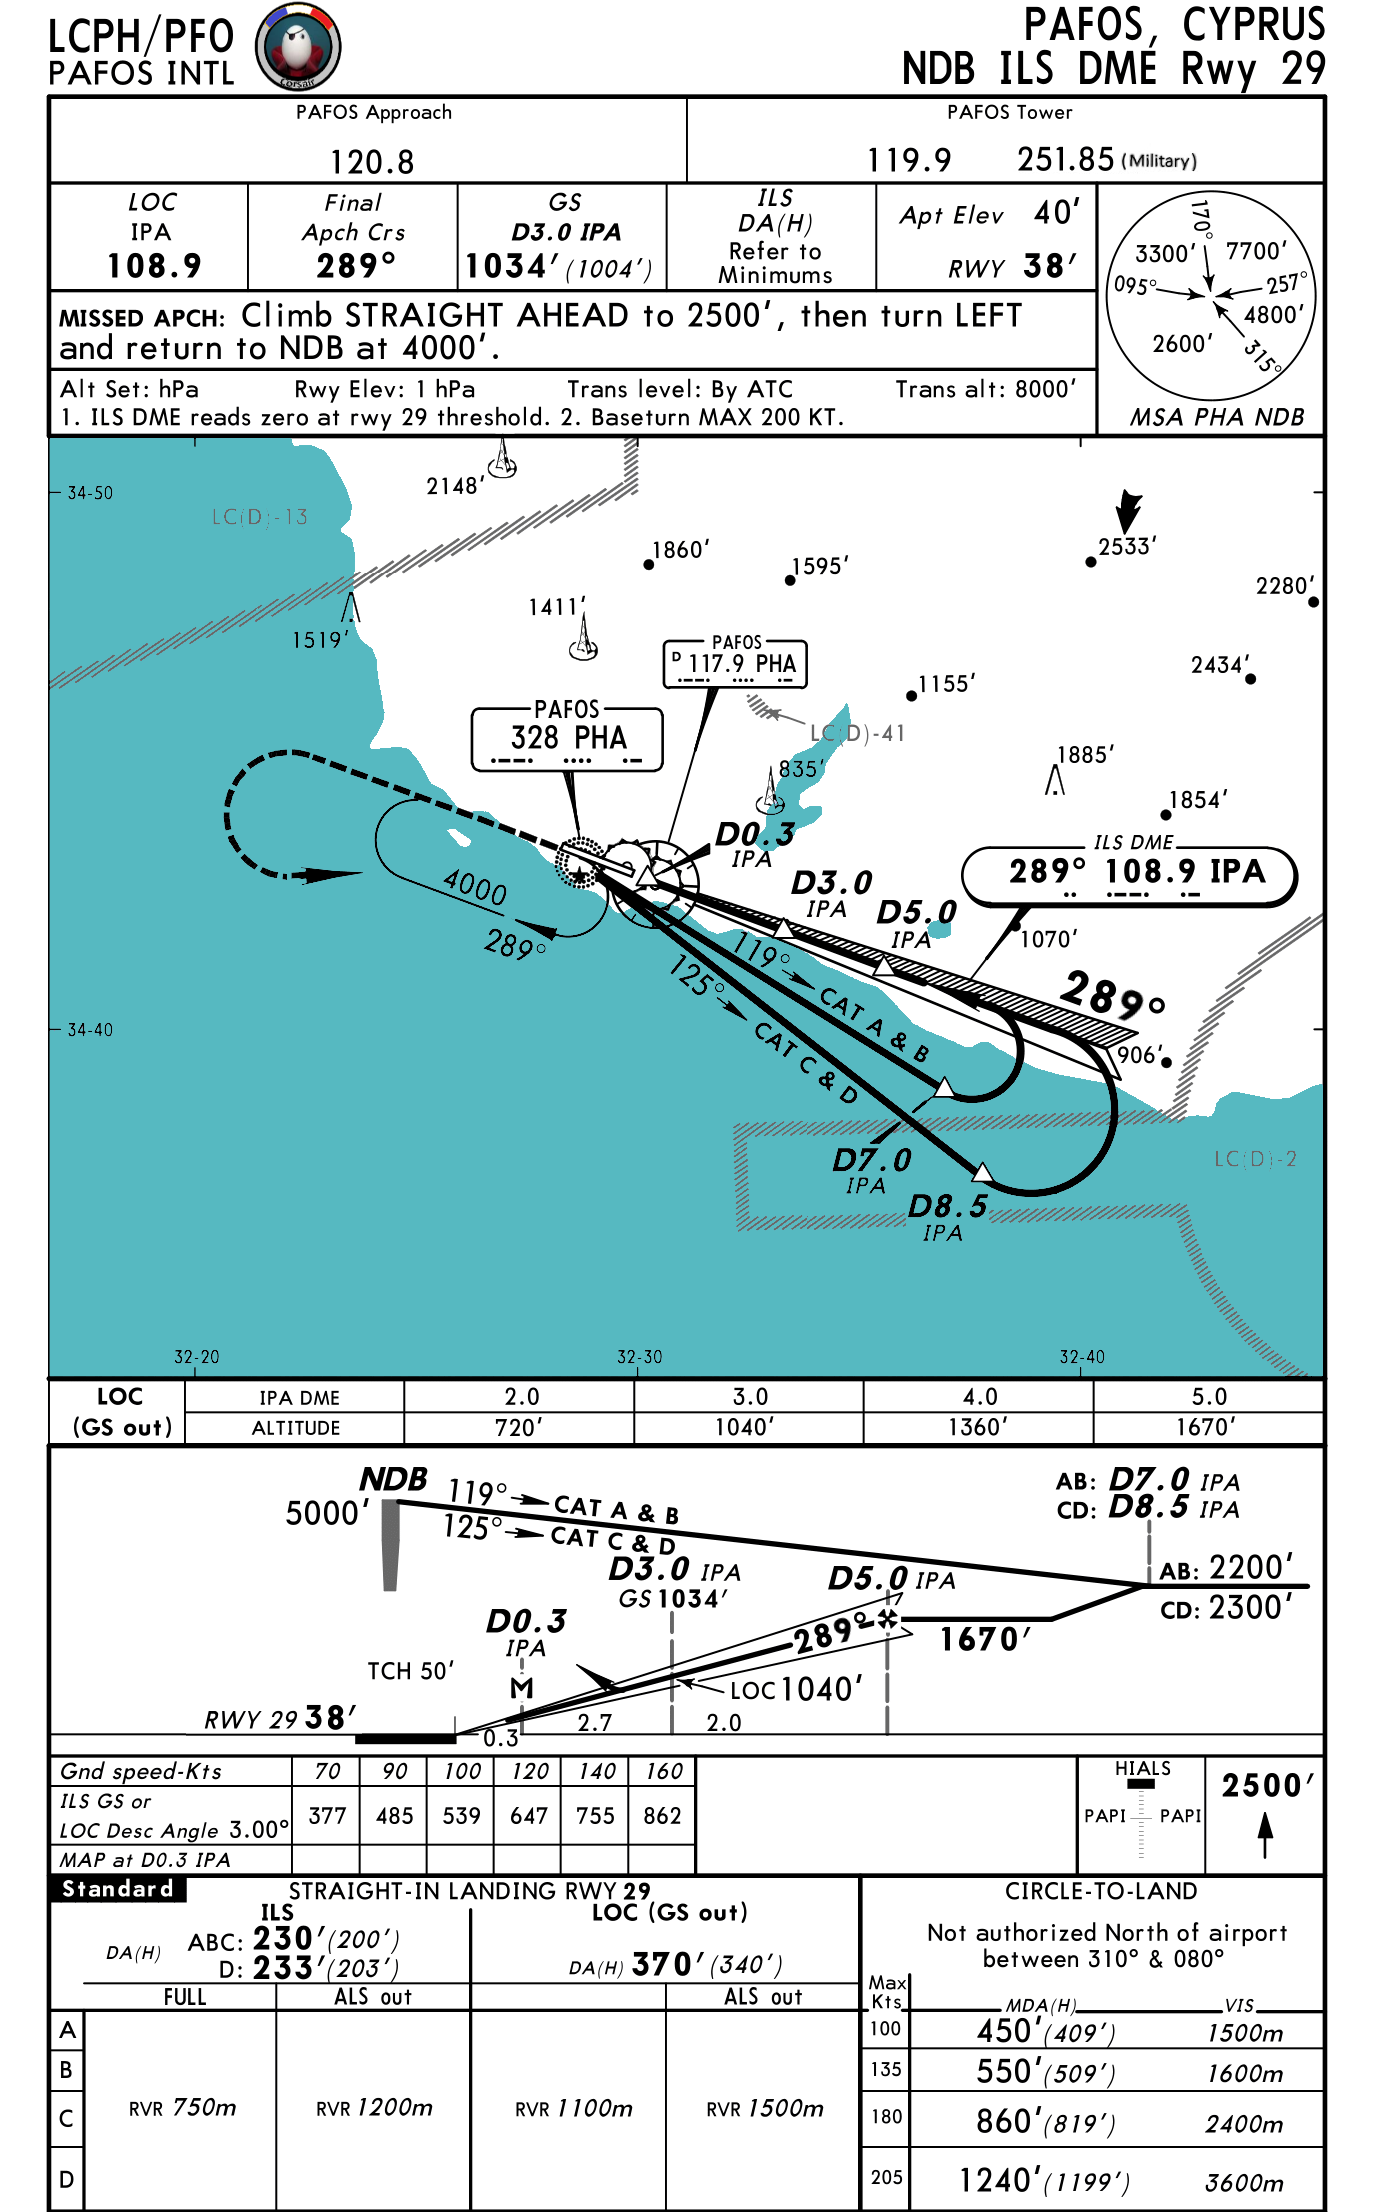 LCPH/PFO
PAFOS INTL
Corsair
PAFOS, CYPRUS
NDB ILS DME Rwy 29
PAFOS Approach
120.8
PAFOS Tower
119.9 251.85 (Military)
LOC
IPA
108.9
Final
Apch Crs
289°
GS
D3.0 IPA
1034' (1004')
ILS
DA(H)
Refer to
Minimums
Apt Elev 40'
RWY 38'
170°
3300' 7700'
095° 257°
4800'
2600'
315°
MSA PHA NDB
MISSED APCH: Climb STRAIGHT AHEAD to 2500', then turn LEFT
and return to NDB at 4000'.
Alt Set: hPa Rwy Elev: 1 hPa Trans level: By ATC Trans alt: 8000'
1. ILS DME reads zero at rwy 29 threshold. 2. Baseturn MAX 200 KT.
2148'
34-50
LC(D)-13
1860'
2533'
1595'
2280'
1411'
1519'
PAFOS
D 117.9 PHA
2434'
1155'
PAFOS
328 PHA
LC(D)-41
1885'
835'
1854'
D0.3
IPA
ILS DME
289° 108.9 IPA
D3.0
IPA
4000
D5.0
IPA
289°
1070'
119°
125°
289°
CAT A & B
CAT C & D
34-40
906'
D7.0
IPA
LC(D)-2
D8.5
IPA
32-20 32-30 32-40
LOC
(GS out)
IPA DME 2.0 3.0 4.0 5.0
ALTITUDE 720' 1040' 1360' 1670'
NDB
5000'
119° CAT A & B
125° CAT C & D
AB: D7.0 IPA
CD: D8.5 IPA
D3.0 IPA
GS 1034'
D5.0 IPA
AB: 2200'
CD: 2300'
D0.3
IPA
289°
1670'
TCH 50'
M
LOC 1040'
RWY 29 38'
0.3 2.7 2.0
Gnd speed-Kts 70 90 100 120 140 160
ILS GS or
LOC Desc Angle 3.00° 377 485 539 647 755 862
MAP at D0.3 IPA
HIALS
PAPI PAPI
2500'
Standard
STRAIGHT-IN LANDING RWY 29
ILS
DA(H)
ABC: 230' (200')
D: 233' (203')
LOC (GS out)
DA(H) 370' (340')
FULL ALS out ALS out
A
B
C
D
RVR 750m RVR 1200m RVR 1100m RVR 1500m
CIRCLE-TO-LAND
Not authorized North of airport
between 310° & 080°
Max
Kts MDA(H) VIS
100 450' (409') 1500m
135 550' (509') 1600m
180 860' (819') 2400m
205 1240' (1199') 3600m